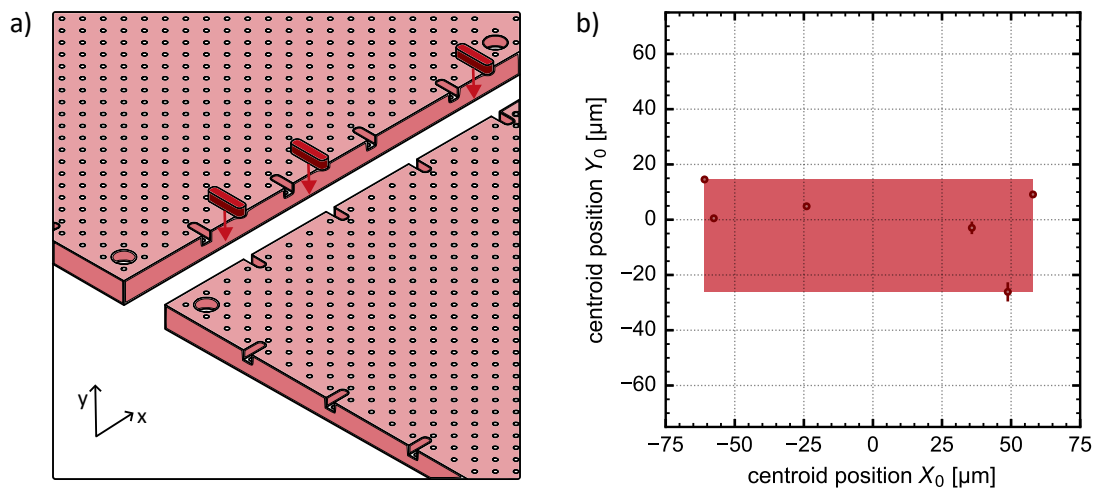 a)
y
x
b)
centroid position Y0 [µm]
60
40
20
0
−20
−40
−60
−75
−50
−25
0
25
50
75
centroid position X0 [µm]